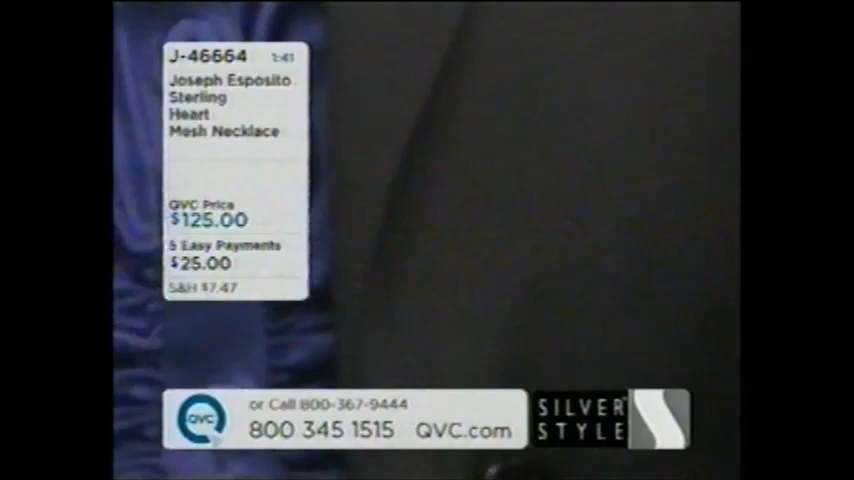 J-46664 1:41
Joseph Esposito
Sterling
Heart
Mesh Necklace
QVC Price
$125.00
5 Easy Payments
$25.00
S&H $7.47
QVC
or Call 800-367-9444
800 345 1515 QVC.com
SILVER
STYLE